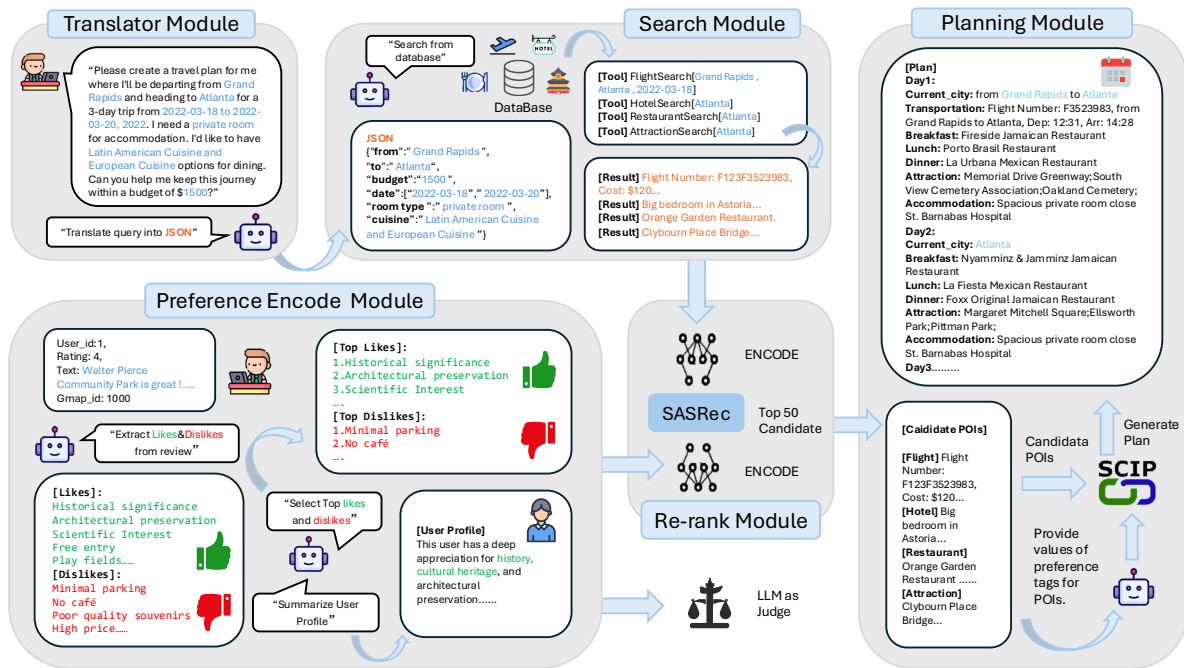 Translator Module
“Please create a travel plan for me
where I'll be departing from Grand
Rapids and heading to Atlanta for a
3-day trip from 2022-03-18 to 2022-
03-20, 2022. I need a private room
for accommodation. I'd like to have
Latin American Cuisine and
European Cuisine options for dining.
Can you help me keep this journey
within a budget of $1500?”
“Translate query into JSON”
Search Module
“Search from
database”
HOTEL
DataBase
JSON
{"from":" Grand Rapids ",
"to":" Atlanta“,
“budget":"1500 ",
“date":[“2022-03-18”,” 2022-03-20”],
“room type ":" private room ",
“cuisine":" Latin American Cuisine
and European Cuisine "}
[Tool] FlightSearch[Grand Rapids ,
Atlanta , 2022-03-18]
[Tool] HotelSearch[Atlanta]
[Tool] RestaurantSearch[Atlanta]
[Tool] AttractionSearch[Atlanta]
[Result] Flight Number: F123F3523983,
Cost: $120…
[Result] Big bedroom in Astoria…
[Result] Orange Garden Restaurant.
[Result] Clybourn Place Bridge…
Planning Module
[Plan]
Day1:
Current_city: from Grand Rapids to Atlanta
Transportation: Flight Number: F3523983, from
Grand Rapids to Atlanta, Dep: 12:31, Arr: 14:28
Breakfast: Fireside Jamaican Restaurant
Lunch: Porto Brasil Restaurant
Dinner: La Urbana Mexican Restaurant
Attraction: Memorial Drive Greenway;South
View Cemetery Association;Oakland Cemetery;
Accommodation: Spacious private room close
St. Barnabas Hospital
Day2:
Current_city: Atlanta
Breakfast: Nyamminz & Jamminz Jamaican
Restaurant
Lunch: La Fiesta Mexican Restaurant
Dinner: Foxx Original Jamaican Restaurant
Attraction: Margaret Mitchell Square;Ellsworth
Park;Pittman Park;
Accommodation: Spacious private room close
St. Barnabas Hospital
Day3………
Preference Encode Module
User_id:1,
Rating: 4,
Text: Walter Pierce
Community Park is great !….
Gmap_id: 1000
“Extract Likes&Dislikes
from review”
[Likes]:
Historical significance
Architectural preservation
Scientific Interest
Free entry
Play fields……
[Dislikes]:
Minimal parking
No café
Poor quality souvenirs
High price……
[Top Likes]:
1.Historical significance
2.Architectural preservation
3.Scientific Interest
….
[Top Dislikes]:
1.Minimal parking
2.No café
….
“Select Top likes
and dislikes”
“Summarize User
Profile”
[User Profile]
This user has a deep
appreciation for history,
cultural heritage, and
architectural
preservation……
ENCODE
SASRec
Top 50
Candidate
ENCODE
Re-rank Module
LLM as
Judge
[Caididate POIs]
[Flight] Flight
Number:
F123F3523983,
Cost: $120…
[Hotel] Big
bedroom in
Astoria…
[Restaurant]
Orange Garden
Restaurant ……
[Attraction]
Clybourn Place
Bridge…
Candidata
POIs
Generate
Plan
SCIP
Provide
values of
preference
tags for
POIs.